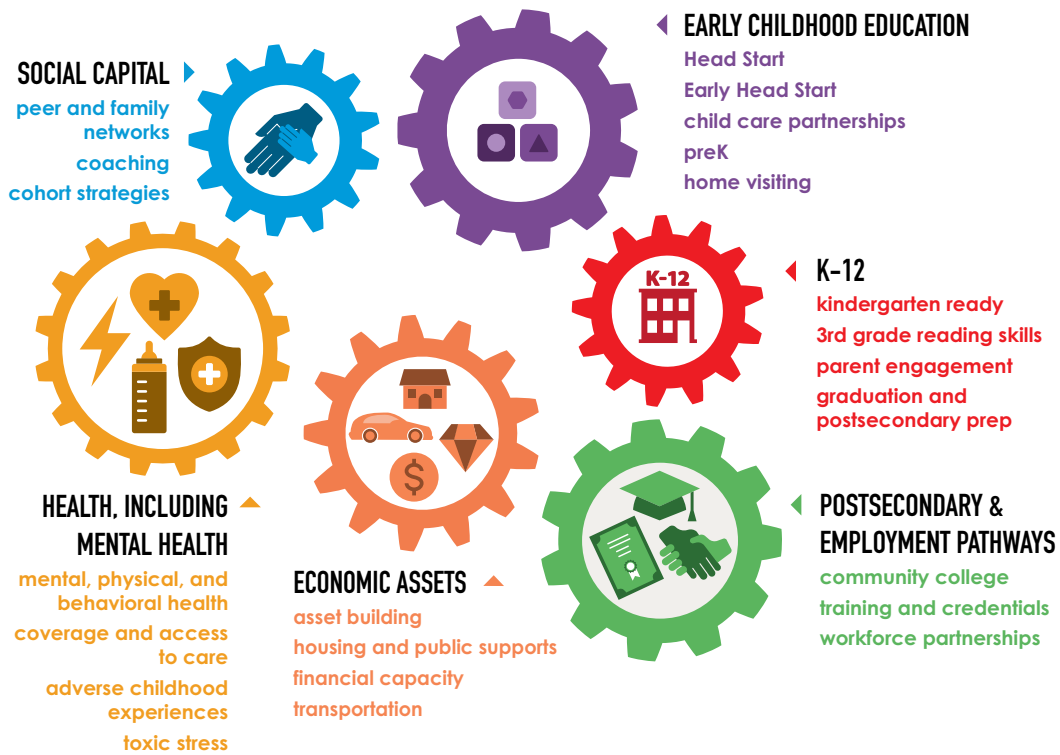 SOCIAL CAPITAL
peer and family
networks
coaching
cohort strategies
EARLY CHILDHOOD EDUCATION
Head Start
Early Head Start
child care partnerships
preK
home visiting
K-12
K-12
kindergarten ready
3rd grade reading skills
parent engagement
graduation and
postsecondary prep
HEALTH, INCLUDING
MENTAL HEALTH
mental, physical, and
behavioral health
coverage and access
to care
adverse childhood
experiences
toxic stress
$
ECONOMIC ASSETS
asset building
housing and public supports
financial capacity
transportation
POSTSECONDARY &
EMPLOYMENT PATHWAYS
community college
training and credentials
workforce partnerships